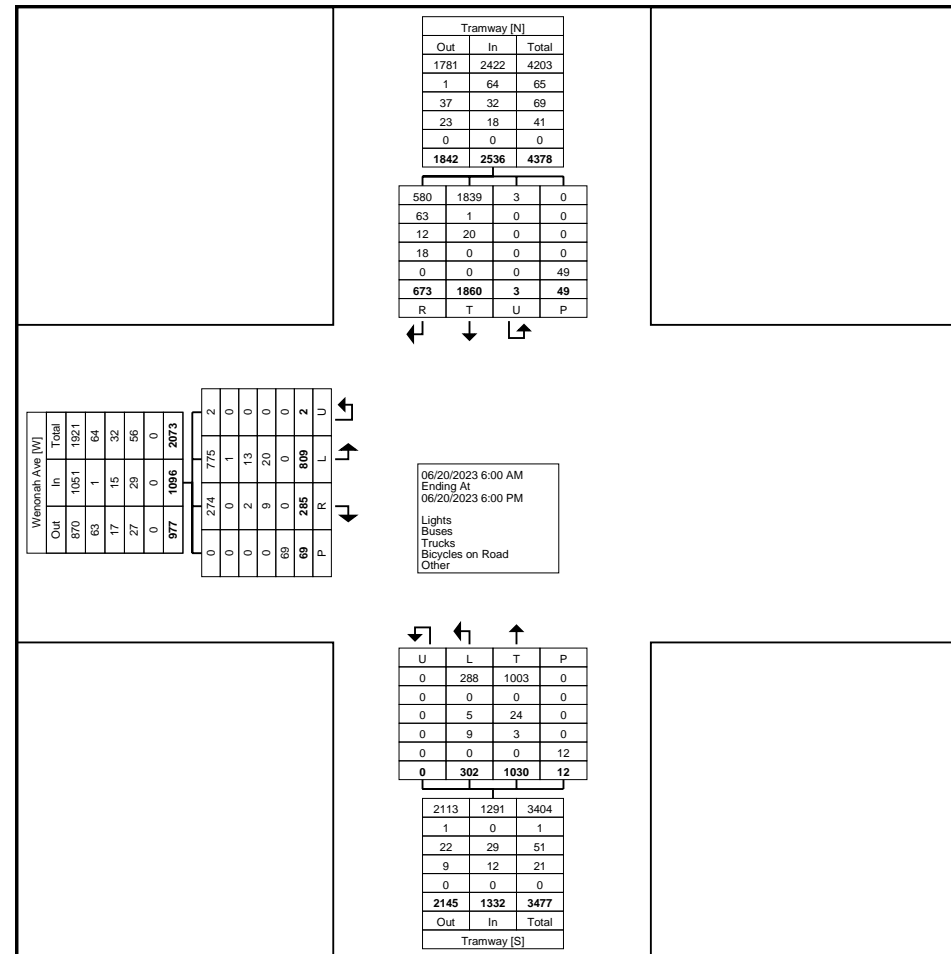 Tramway [N]
Out In Total
1781 2422 4203
1 64 65
37 32 69
23 18 41
0 0 0
1842 2536 4378
580 1839 3 0
63 1 0 0
12 20 0 0
18 0 0 0
0 0 0 49
673 1860 3 49
R T U P
Wenonah Ave [W]
Out In Total
870 1051 1921
63 1 64
17 15 32
27 29 56
0 0 0
977 1096 2073
0 274 775 2
0 0 1 0
0 2 13 0
0 9 20 0
69 0 0 0
69 285 809 2
P R L U
06/20/2023 6:00 AM
Ending At
06/20/2023 6:00 PM
Lights
Buses
Trucks
Bicycles on Road
Other
U L T P
0 288 1003 0
0 0 0 0
0 5 24 0
0 9 3 0
0 0 0 12
0 302 1030 12
2113 1291 3404
1 0 1
22 29 51
9 12 21
0 0 0
2145 1332 3477
Out In Total
Tramway [S]